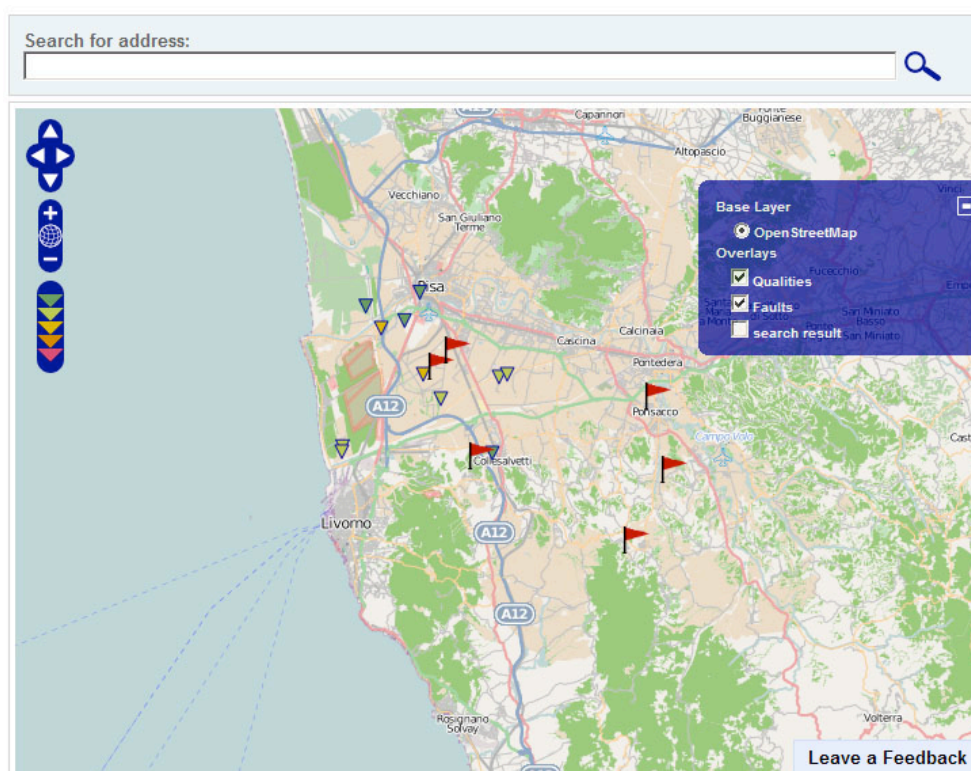 Search for address:
Capannori
Ponte
Buggianese
Altopascio
Vecchiano
San Giuliano
Terme
Vinci
Base Layer
OpenStreetMap
Overlays
Qualities
Faults
search result
Fucecchio
San Miniato
Basso
San Miniato
Pisa
Calcinaia
Cascina
Pontedera
A12
Ponsacco
Campo Volo
Collesalvetti
Livorno
A12
A12
Rosignano
Solvay
Volterra
Leave a Feedback